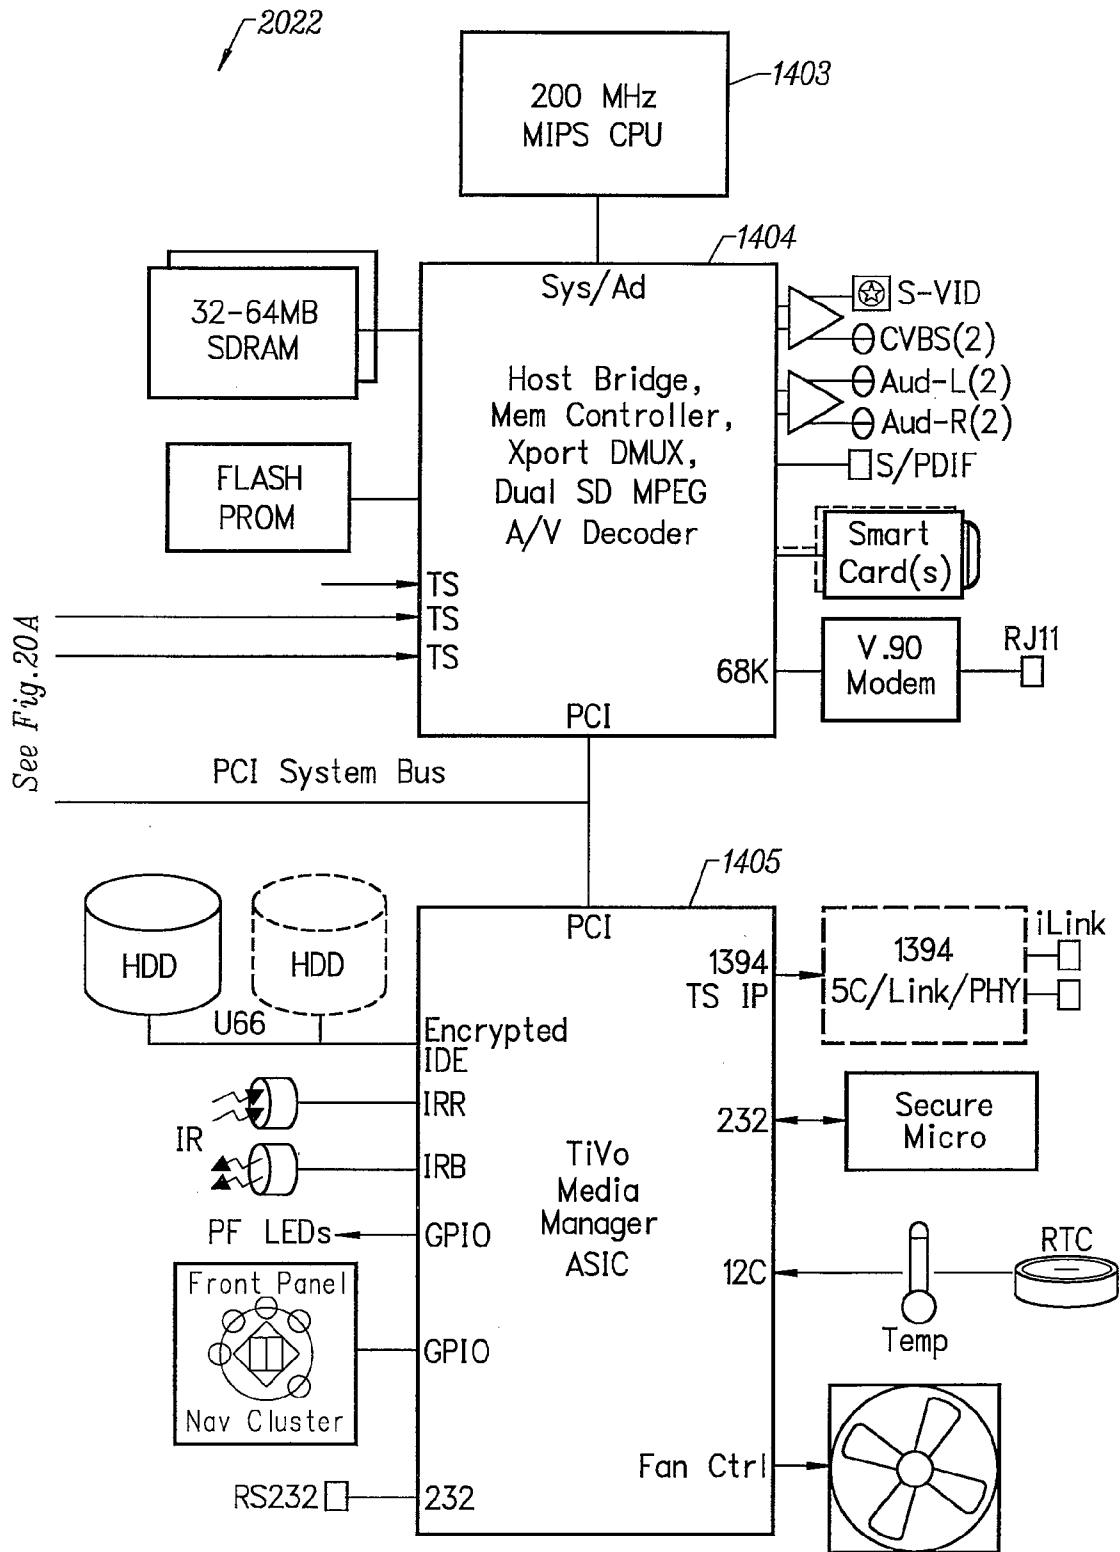 2022
200 MHz
MIPS CPU
1403
1404
Sys/Ad
32-64MB
SDRAM
S-VID
CVBS(2)
Host Bridge,
Mem Controller,
Xport DMUX,
Dual SD MPEG
A/V Decoder
Aud-L(2)
Aud-R(2)
S/PDIF
FLASH
PROM
Smart
Card(s)
TS
TS
TS
See Fig.20A
68K
V.90
Modem
RJ11
PCI
PCI System Bus
1405
PCI
HDD
HDD
U66
1394
TS IP
1394
5C/Link/PHY
iLink
Encrypted
IDE
IR
IRR
IRB
232
Secure
Micro
TiVo
Media
Manager
ASIC
PF LEDs
GPIO
12C
Temp
RTC
Front Panel
Nav Cluster
GPIO
Fan Ctrl
RS232
232